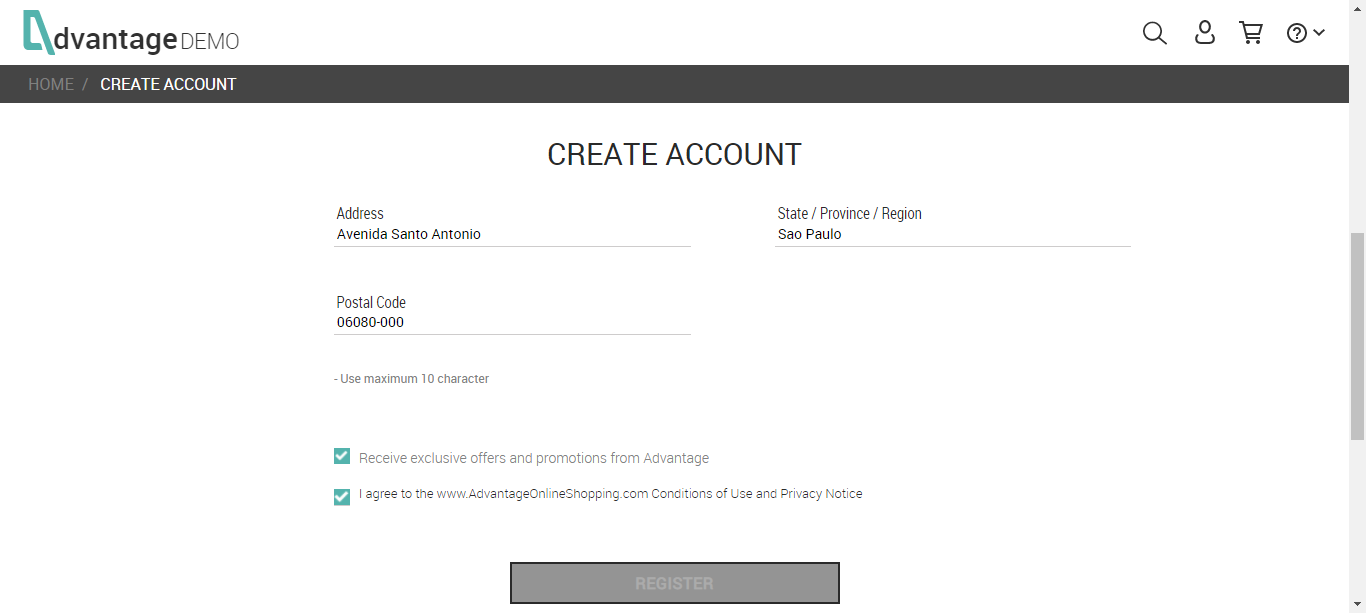 dvantage DEMO
HOME / CREATE ACCOUNT
CREATE ACCOUNT
Address
State / Province / Region
Avenida Santo Antonio
Sao Paulo
Postal Code
06080-000
- Use maximum 10 character
Receive exclusive offers and promotions from Advantage
I agree to the www.AdvantageOnlineShopping.com Conditions of Use and Privacy Notice
REGISTER